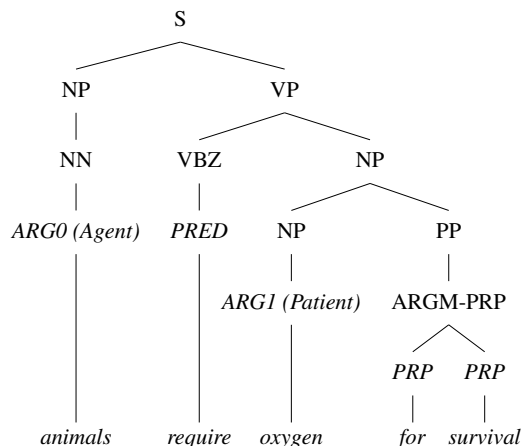 S
NP VP
NN VBZ NP
ARG0 (Agent) PRED NP PP
ARG1 (Patient) ARGM-PRP
PRP PRP
animals require oxygen for survival